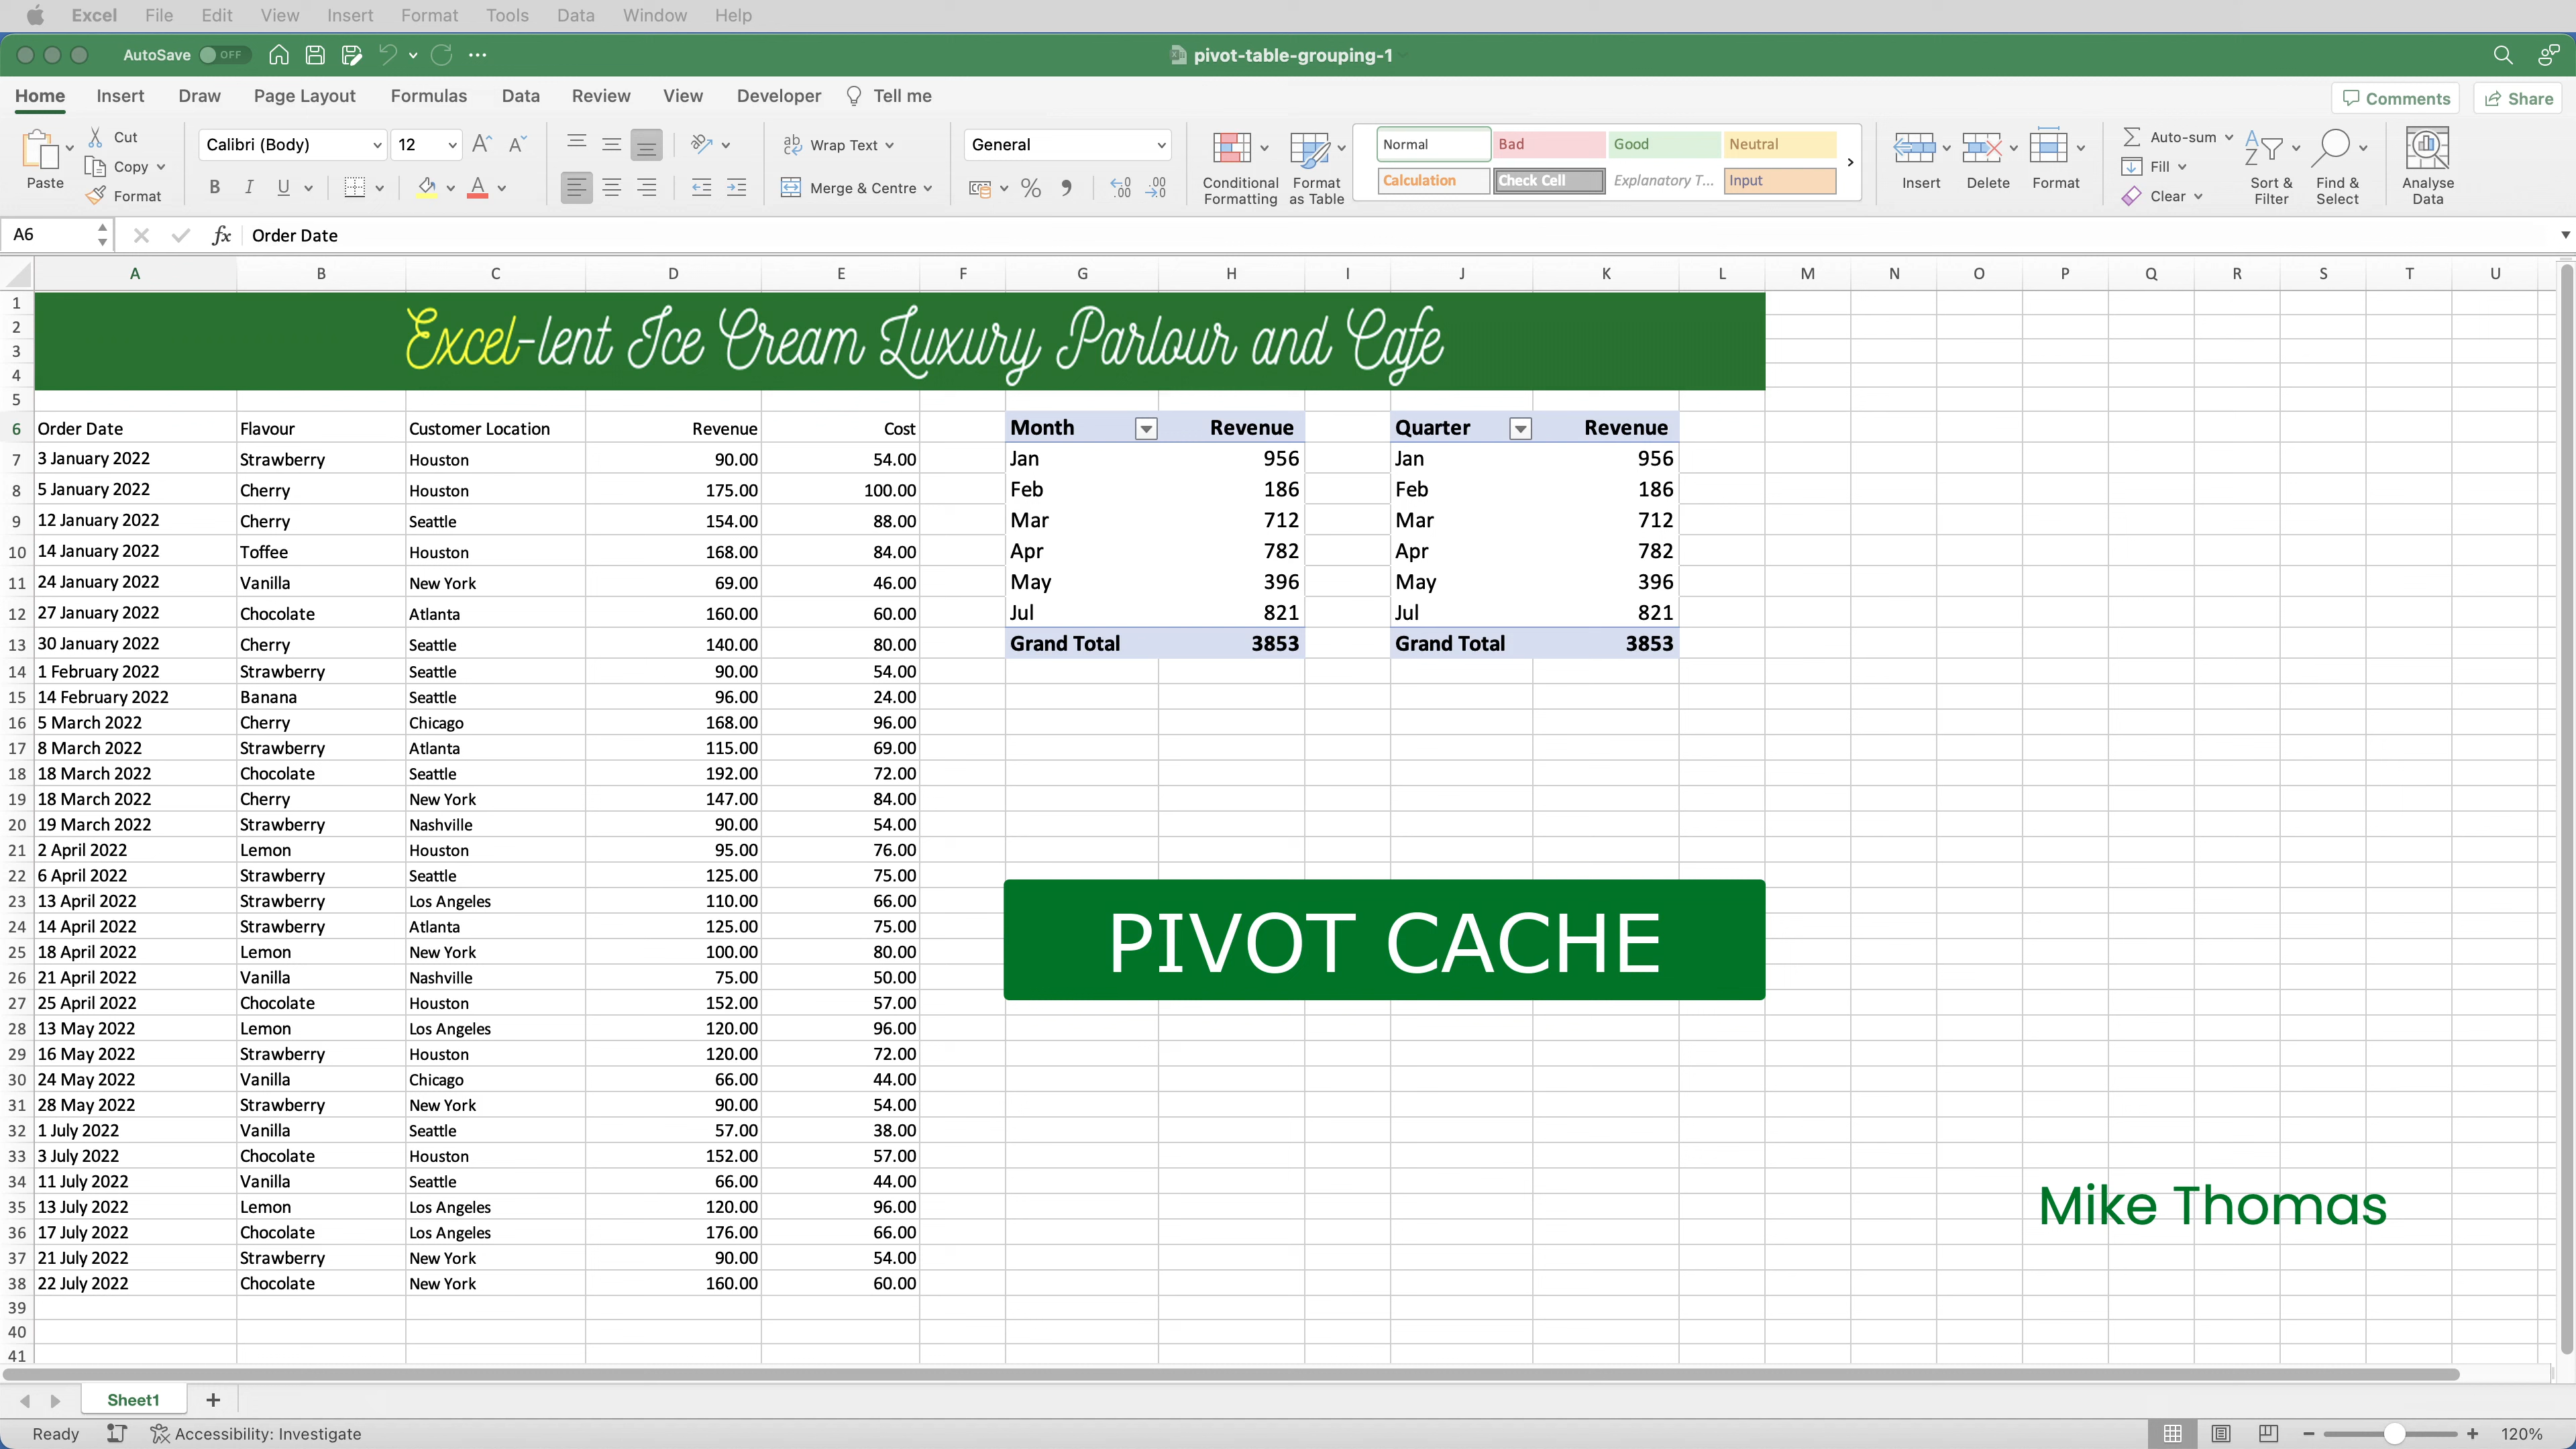 Excel File Edit View Insert Format Tools Data Window Help
AutoSave OFF pivot-table-grouping-1
Home Insert Draw Page Layout Formulas Data Review View Developer Tell me Comments Share
Paste Cut Copy Format Calibri (Body) 12 Wrap Text Merge & Centre General Conditional Formatting Format as Table Normal Bad Good Neutral Calculation Check Cell Explanatory T... Input Insert Delete Format Auto-sum Fill Clear Sort & Filter Find & Select Analyse Data
A6 fx Order Date
A B C D E F G H I J K L M N O P Q R S T U
1
2
3
4
Excel-lent Ice Cream Luxury Parlour and Cafe
5
6 Order Date Flavour Customer Location Revenue Cost Month Revenue Quarter Revenue
7 3 January 2022 Strawberry Houston 90.00 54.00 Jan 956 Jan 956
8 5 January 2022 Cherry Houston 175.00 100.00 Feb 186 Feb 186
9 12 January 2022 Cherry Seattle 154.00 88.00 Mar 712 Mar 712
10 14 January 2022 Toffee Houston 168.00 84.00 Apr 782 Apr 782
11 24 January 2022 Vanilla New York 69.00 46.00 May 396 May 396
12 27 January 2022 Chocolate Atlanta 160.00 60.00 Jul 821 Jul 821
13 30 January 2022 Cherry Seattle 140.00 80.00 Grand Total 3853 Grand Total 3853
14 1 February 2022 Strawberry Seattle 90.00 54.00
15 14 February 2022 Banana Seattle 96.00 24.00
16 5 March 2022 Cherry Chicago 168.00 96.00
17 8 March 2022 Strawberry Atlanta 115.00 69.00
18 18 March 2022 Chocolate Seattle 192.00 72.00
19 18 March 2022 Cherry New York 147.00 84.00
20 19 March 2022 Strawberry Nashville 90.00 54.00
21 2 April 2022 Lemon Houston 95.00 76.00
22 6 April 2022 Strawberry Seattle 125.00 75.00
23 13 April 2022 Strawberry Los Angeles 110.00 66.00
24 14 April 2022 Strawberry Atlanta 125.00 75.00
25 18 April 2022 Lemon New York 100.00 80.00
26 21 April 2022 Vanilla Nashville 75.00 50.00
27 25 April 2022 Chocolate Houston 152.00 57.00
PIVOT CACHE
28 13 May 2022 Lemon Los Angeles 120.00 96.00
29 16 May 2022 Strawberry Houston 120.00 72.00
30 24 May 2022 Vanilla Chicago 66.00 44.00
31 28 May 2022 Strawberry New York 90.00 54.00
32 1 July 2022 Vanilla Seattle 57.00 38.00
33 3 July 2022 Chocolate Houston 152.00 57.00
34 11 July 2022 Vanilla Seattle 66.00 44.00
35 13 July 2022 Lemon Los Angeles 120.00 96.00
Mike Thomas
36 17 July 2022 Chocolate Los Angeles 176.00 66.00
37 21 July 2022 Strawberry New York 90.00 54.00
38 22 July 2022 Chocolate New York 160.00 60.00
39
40
41
Sheet1
Ready Accessibility: Investigate 120%